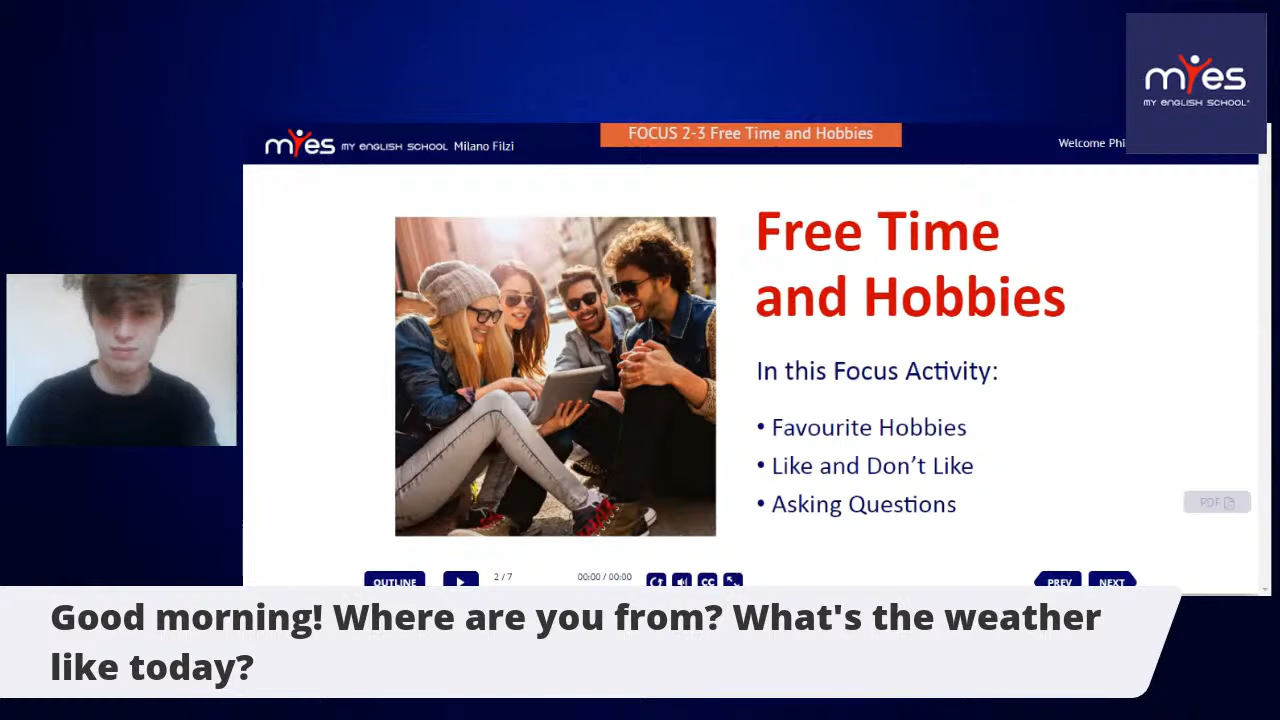 myes
MY ENGLISH SCHOOL®
myes MY ENGLISH SCHOOL Milano Filzi
FOCUS 2-3 Free Time and Hobbies
Welcome Phi
Free Time
and Hobbies
In this Focus Activity:
• Favourite Hobbies
• Like and Don't Like
• Asking Questions
PDF
OUTLINE
2 / 7
00:00 / 00:00
CC
PREV
NEXT
Good morning! Where are you from? What's the weather
like today?